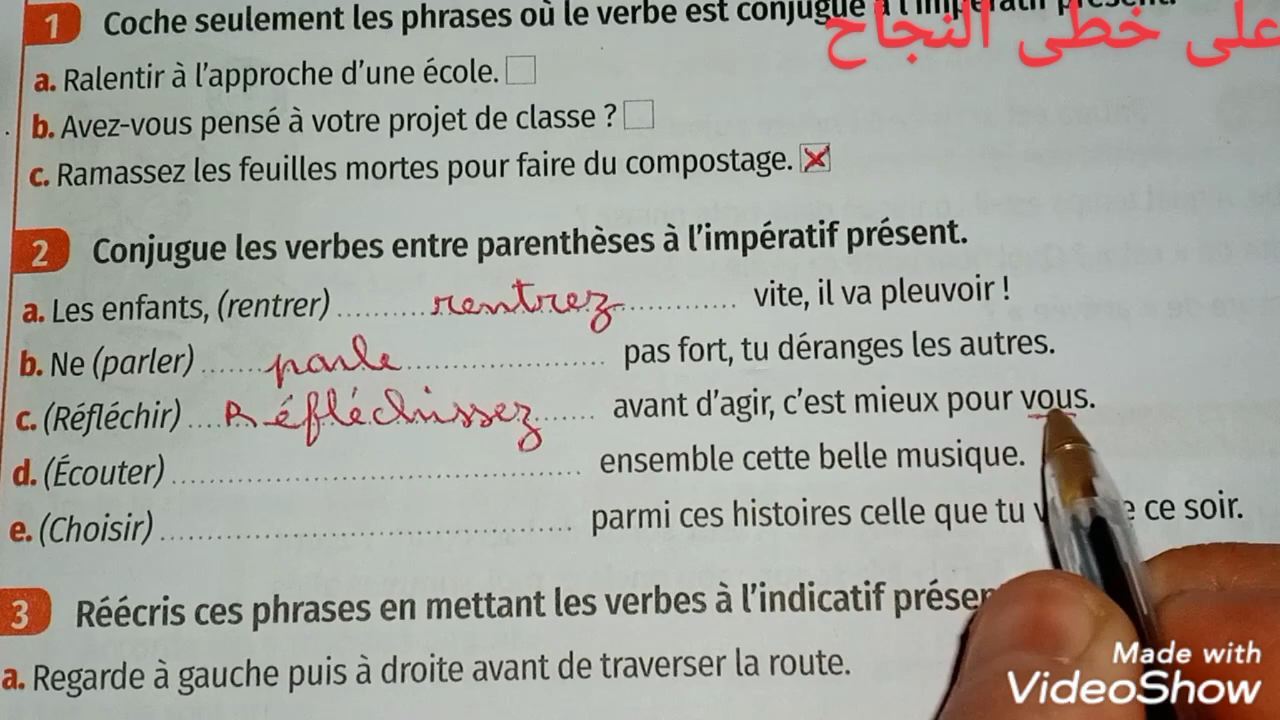 1 Coche seulement les phrases où le verbe est conjugué à l'impératif présent.
على خطى النجاح
a. Ralentir à l'approche d'une école.
b. Avez-vous pensé à votre projet de classe ?
c. Ramassez les feuilles mortes pour faire du compostage. X
2 Conjugue les verbes entre parenthèses à l'impératif présent.
a. Les enfants, (rentrer) .......... rentrez .......... vite, il va pleuvoir !
b. Ne (parler) ...... parle .................... pas fort, tu déranges les autres.
c. (Réfléchir) .... Réfléchissez ...... avant d'agir, c'est mieux pour vous.
d. (Écouter) ........................................ ensemble cette belle musique.
e. (Choisir) ........................................ parmi ces histoires celle que tu ce soir.
3 Réécris ces phrases en mettant les verbes à l'indicatif
a. Regarde à gauche puis à droite avant de traverser la route.
Made with
VideoShow